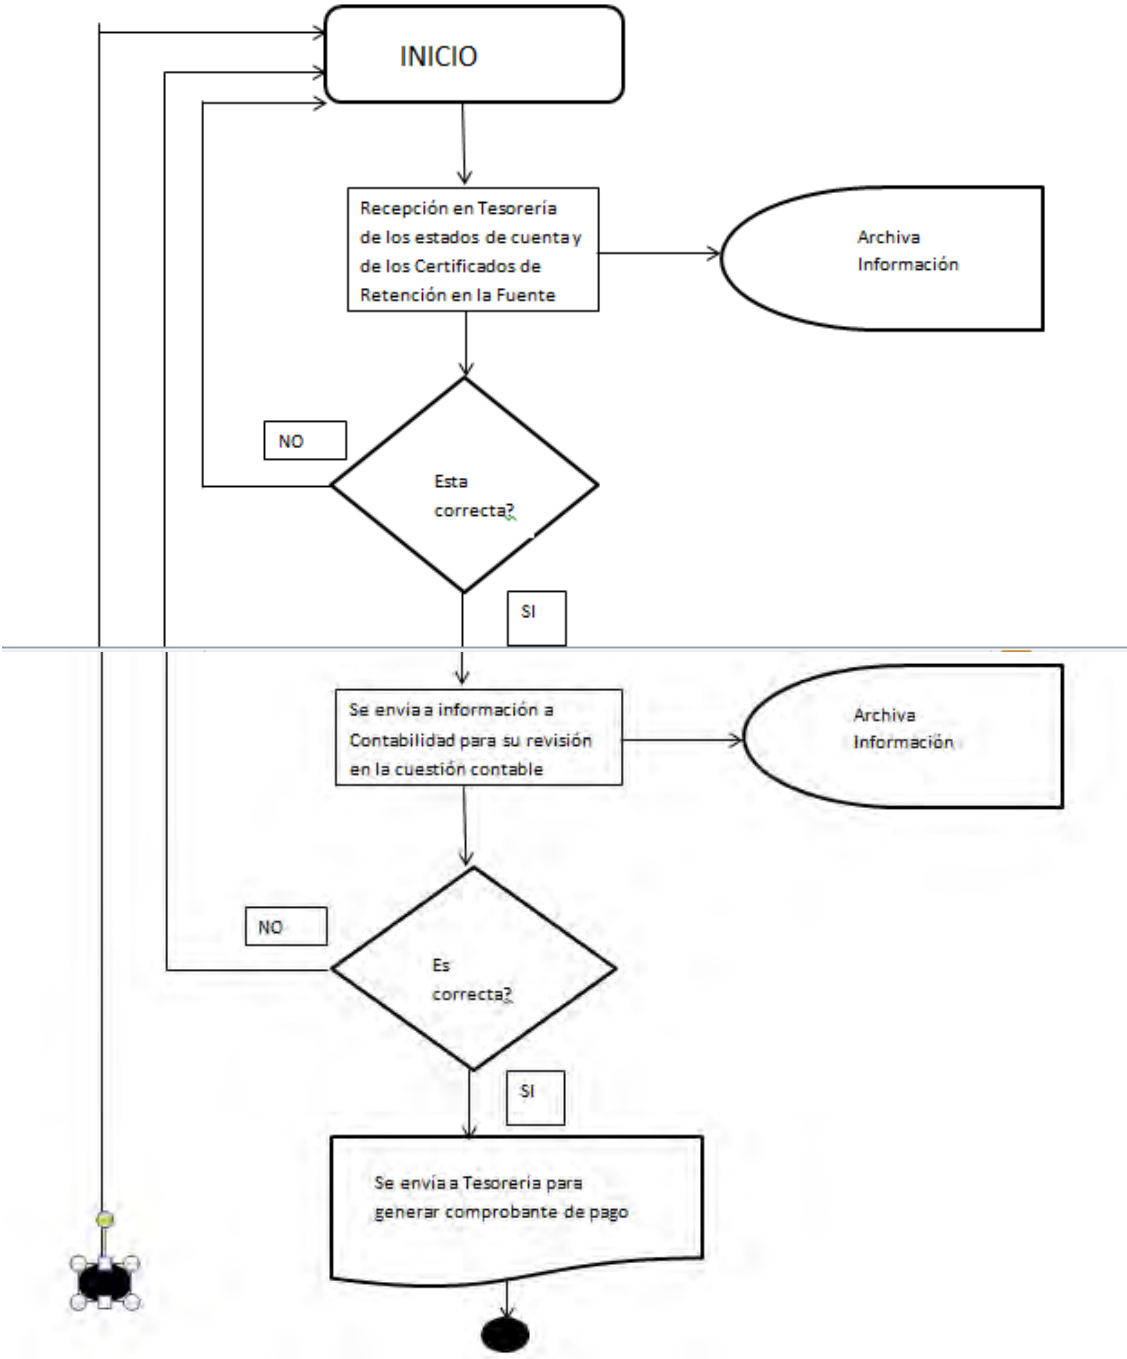 INICIO
Recepción en Tesorería
de los estados de cuenta y
de los Certificados de
Retención en la Fuente
Archiva
Información
NO
Esta
correcta?
SI
Se envia a información a
Contabilidad para su revisión
en la cuestión contable
Archiva
Información
NO
Es
correcta?
SI
Se envía a Tesorería para
generar comprobante de pago